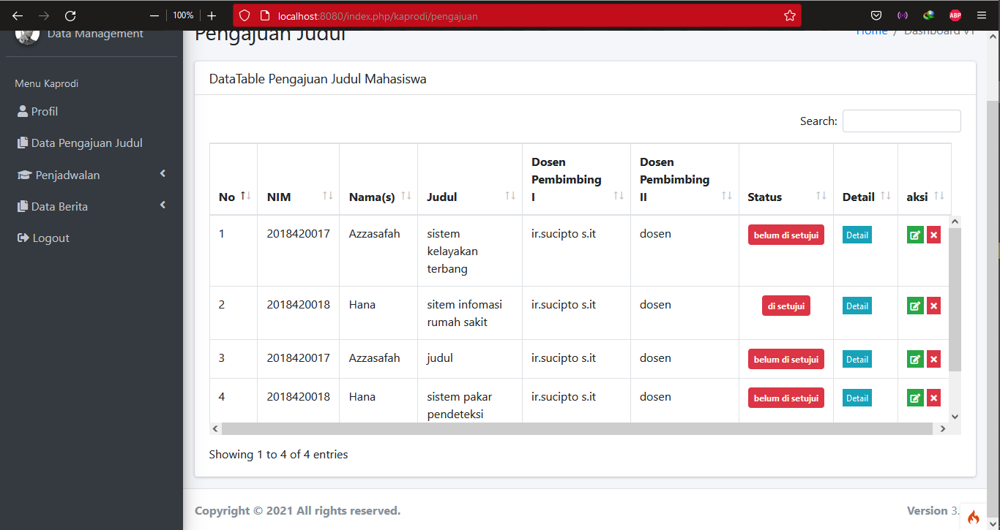 100%
localhost:8080/index.php/kaprodi/pengajuan
ABP
Data Management
Pengajuan Judul
Home / Dashboard V1
Menu Kaprodi
Profil
Data Pengajuan Judul
Penjadwalan
Data Berita
Logout
DataTable Pengajuan Judul Mahasiswa
Search:
No NIM Nama(s) Judul Dosen Pembimbing I Dosen Pembimbing II Status Detail aksi
1 2018420017 Azzasafah sistem kelayakan terbang ir.sucipto s.it dosen belum di setujui Detail
2 2018420018 Hana sitem infomasi rumah sakit ir.sucipto s.it dosen di setujui Detail
3 2018420017 Azzasafah judul ir.sucipto s.it dosen belum di setujui Detail
4 2018420018 Hana sistem pakar pendeteksi ir.sucipto s.it dosen belum di setujui Detail
Showing 1 to 4 of 4 entries
Copyright © 2021 All rights reserved.
Version 3.